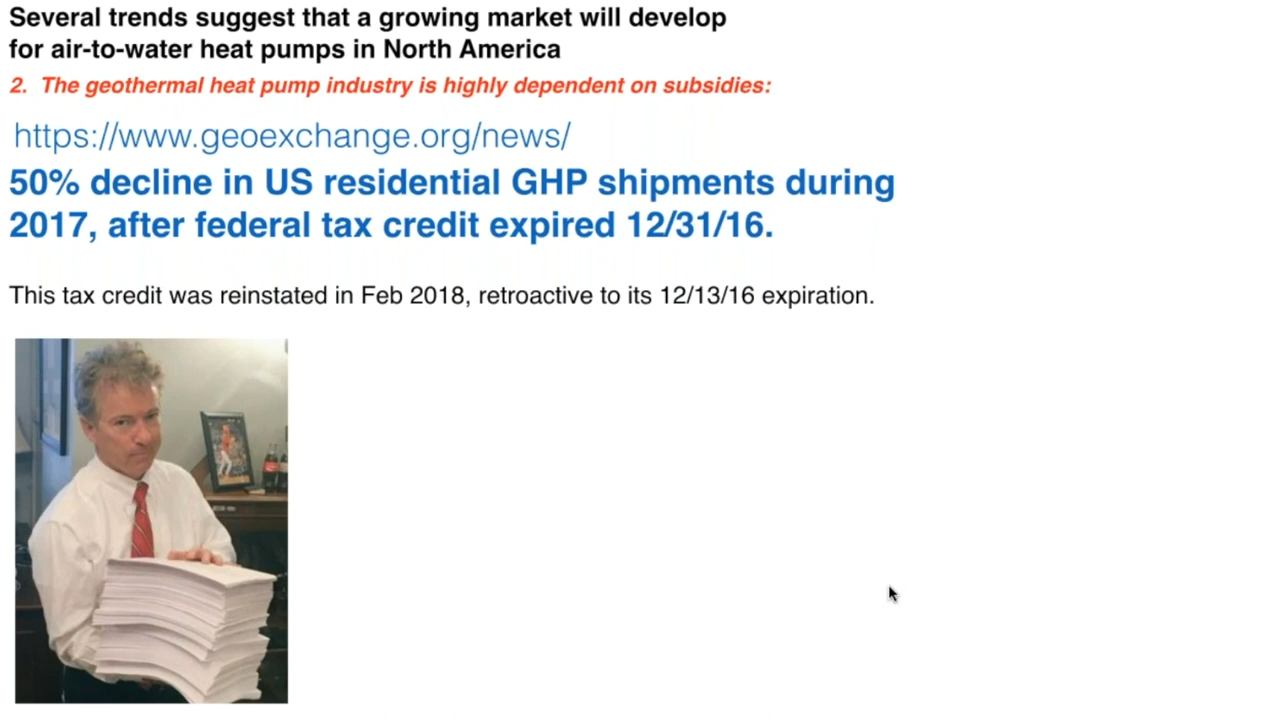 Several trends suggest that a growing market will develop
for air-to-water heat pumps in North America
2. The geothermal heat pump industry is highly dependent on subsidies:
https://www.geoexchange.org/news/
50% decline in US residential GHP shipments during
2017, after federal tax credit expired 12/31/16.
This tax credit was reinstated in Feb 2018, retroactive to its 12/13/16 expiration.